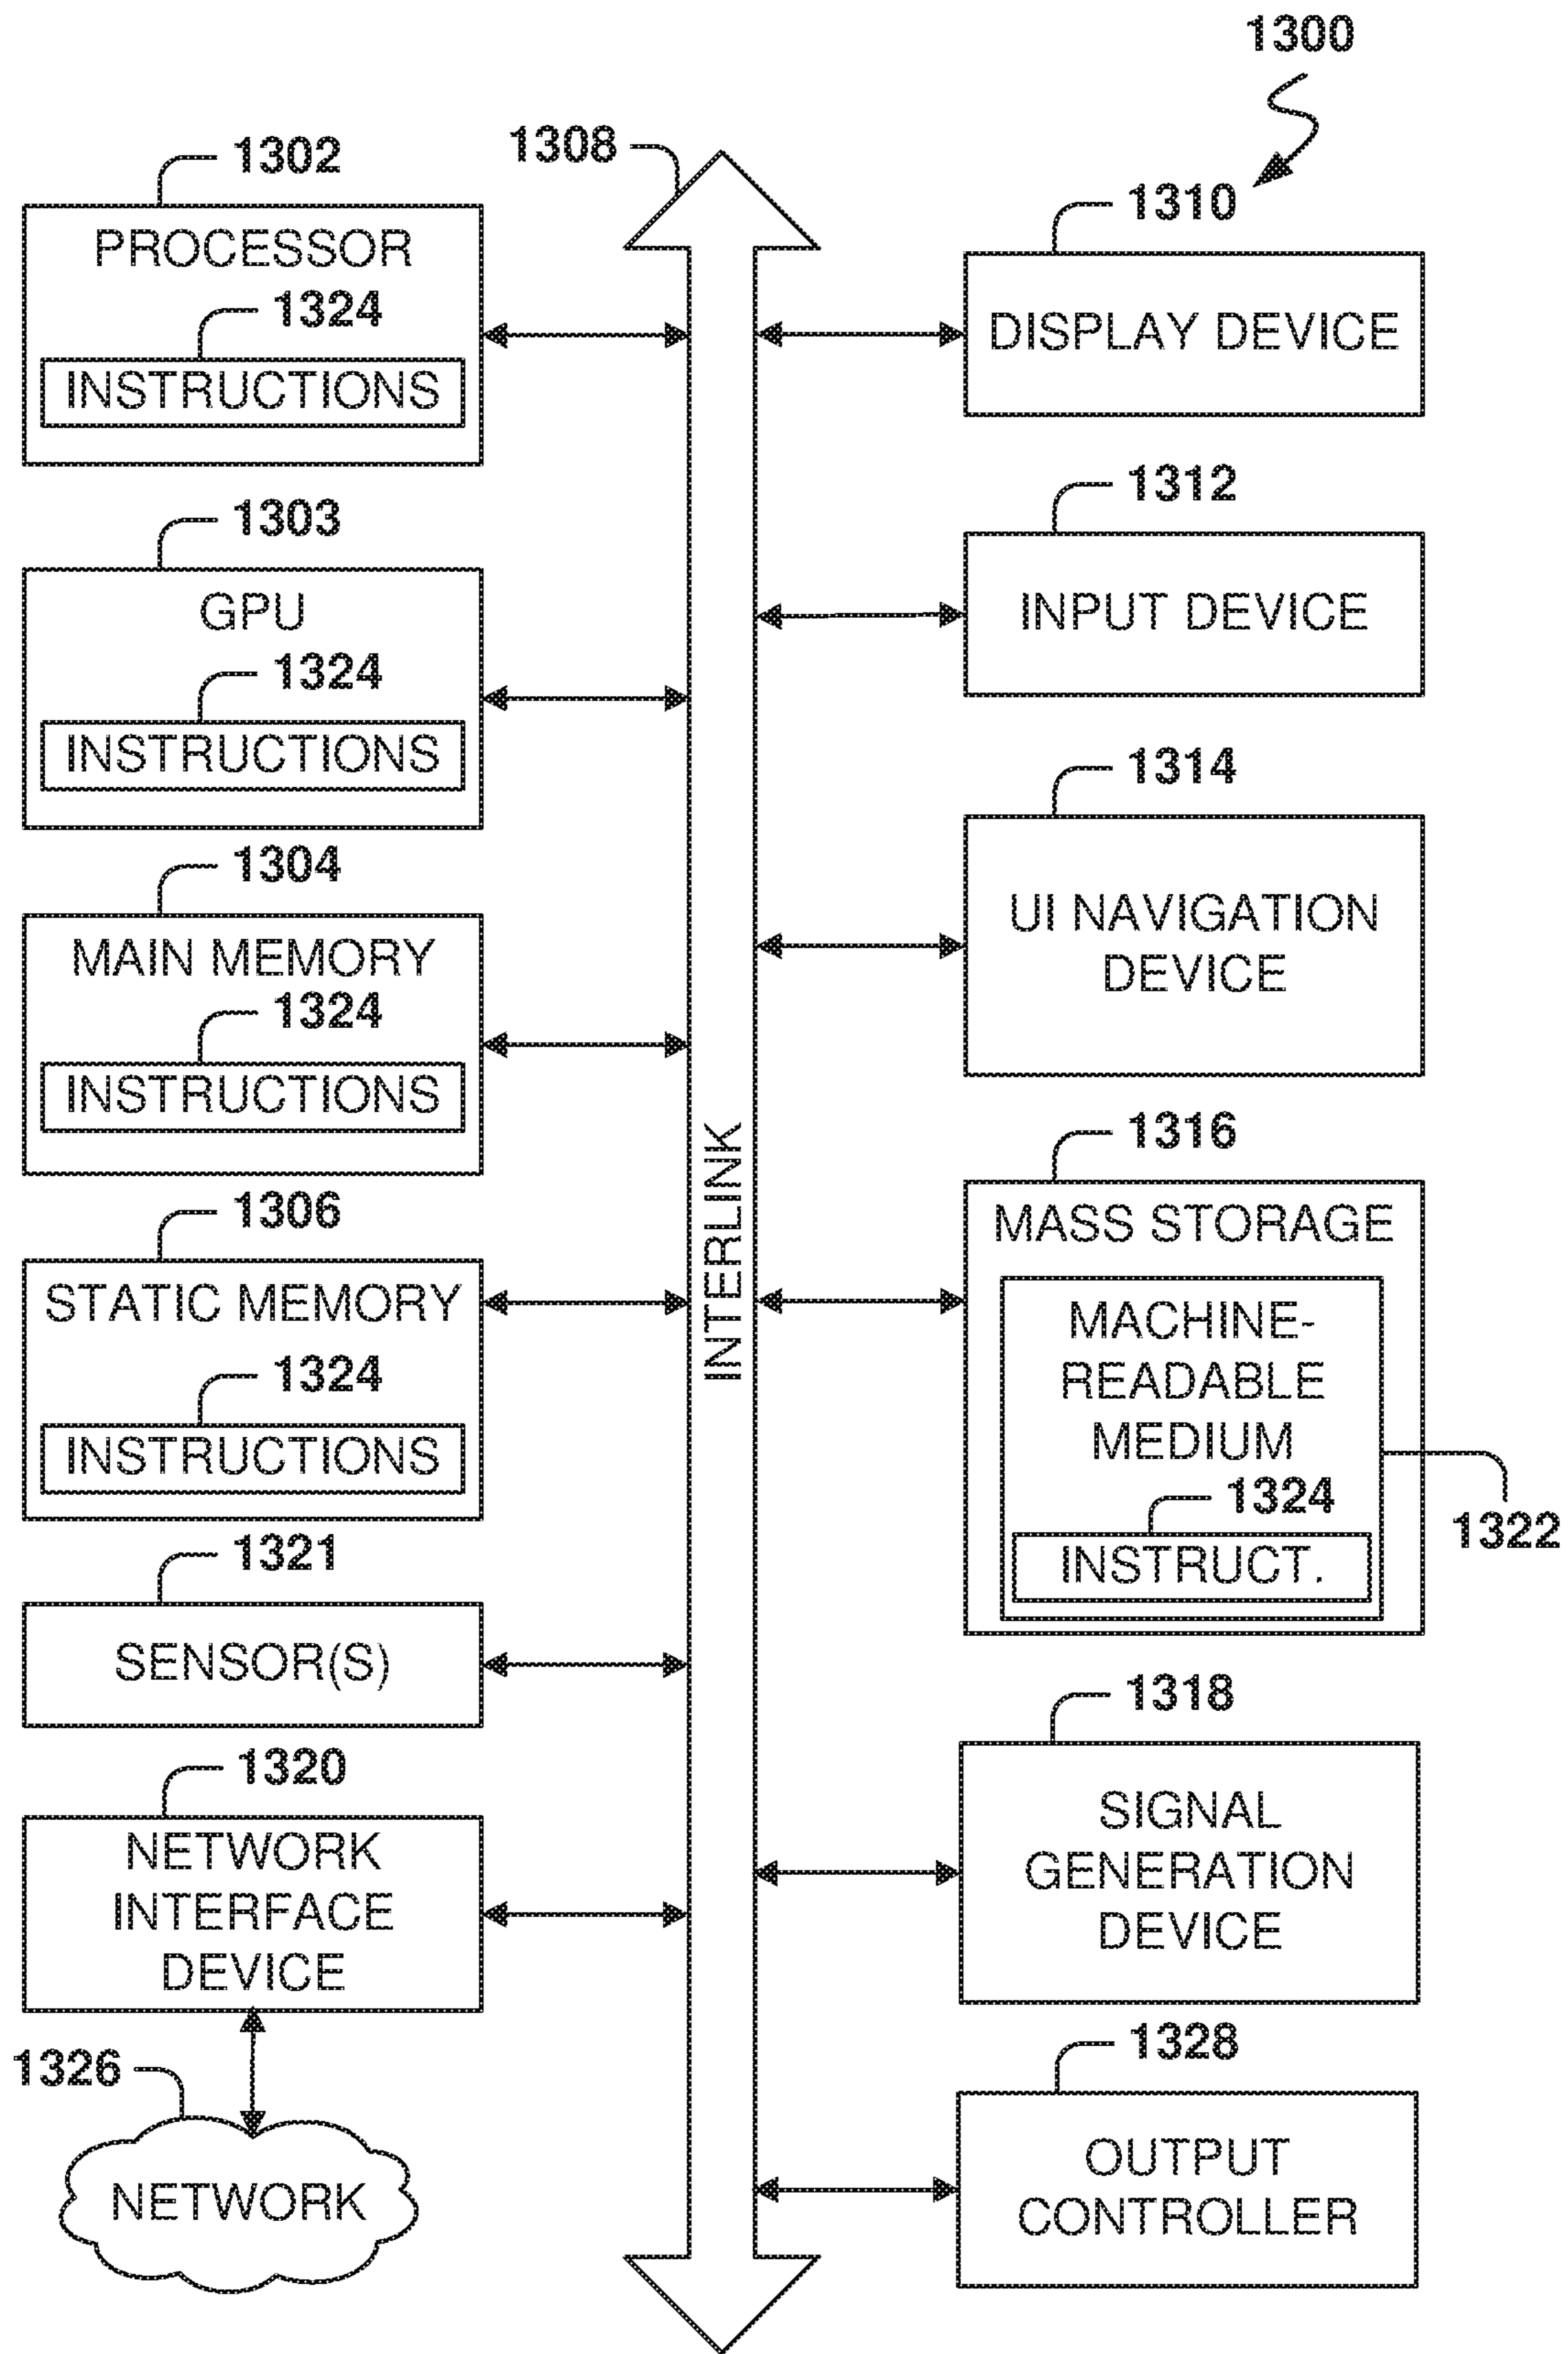 1300
1302
PROCESSOR
1324
INSTRUCTIONS
1303
GPU
1324
INSTRUCTIONS
1304
MAIN MEMORY
1324
INSTRUCTIONS
1306
STATIC MEMORY
1324
INSTRUCTIONS
1321
SENSOR(S)
1320
NETWORK
INTERFACE
DEVICE
1326
NETWORK
1308
INTERLINK
1310
DISPLAY DEVICE
1312
INPUT DEVICE
1314
UI NAVIGATION
DEVICE
1316
MASS STORAGE
MACHINE-
READABLE
MEDIUM
1324
INSTRUCT.
1322
1318
SIGNAL
GENERATION
DEVICE
1328
OUTPUT
CONTROLLER